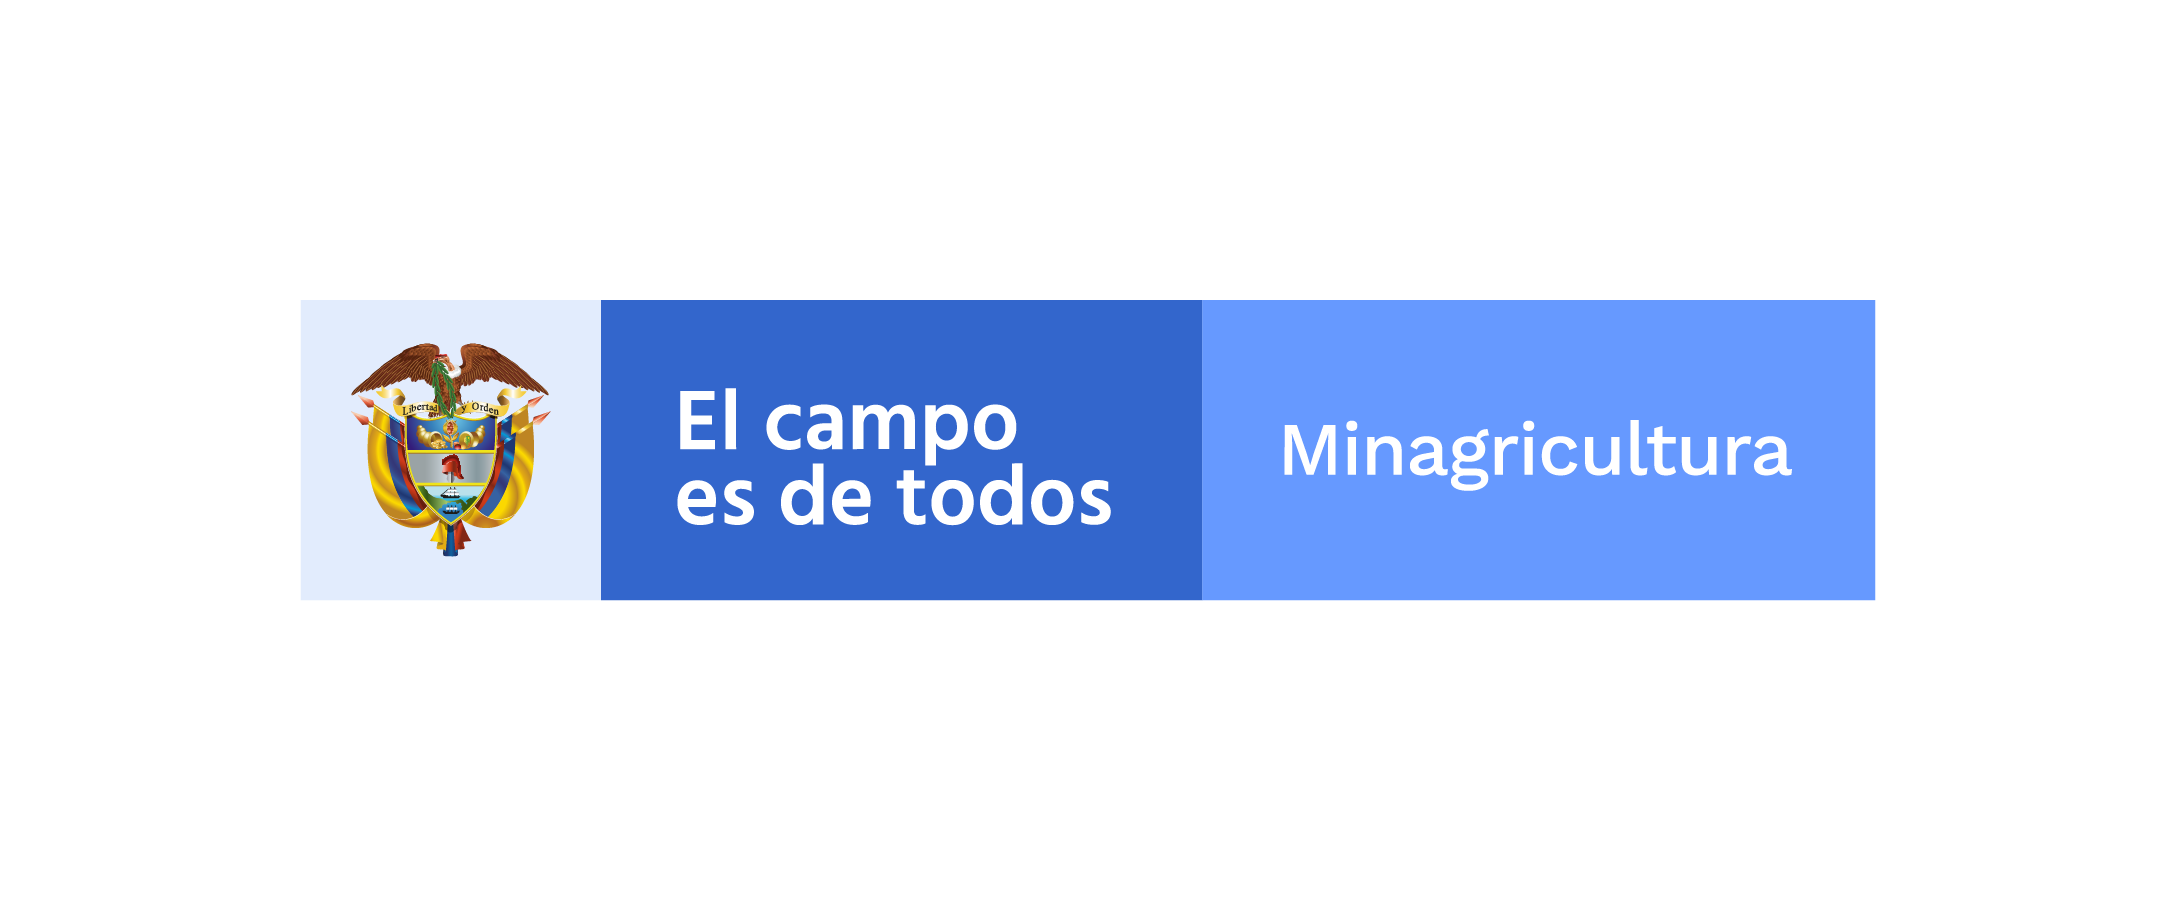 Libertad y Orden
El campo
es de todos
Minagricultura